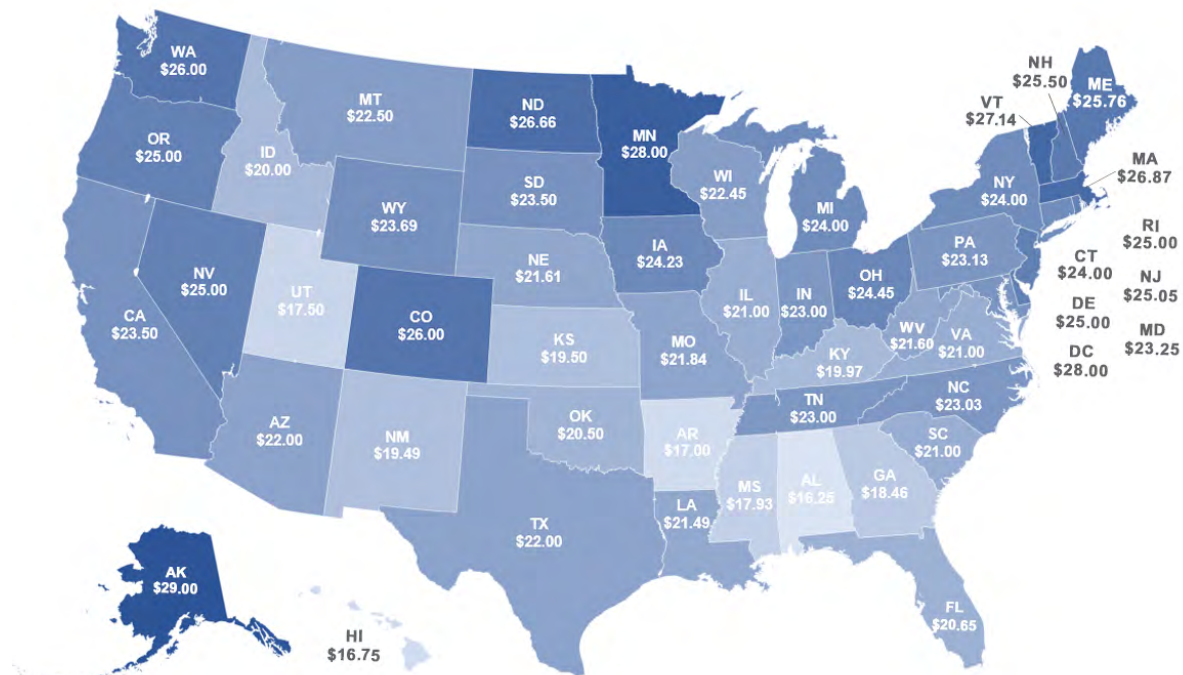 WA
$26.00
OR
$25.00
ID
$20.00
MT
$22.50
ND
$26.66
MN
$28.00
SD
$23.50
WY
$23.69
NE
$21.61
IA
$24.23
WI
$22.45
MI
$24.00
NH
$25.50
VT
$27.14
ME
$25.76
MA
$26.87
NY
$24.00
RI
$25.00
CT
$24.00
NJ
$25.05
DE
$25.00
MD
$23.25
DC
$28.00
PA
$23.13
OH
$24.45
IN
$23.00
IL
$21.00
WV
$21.60
VA
$21.00
KY
$19.97
MO
$21.84
KS
$19.50
CO
$26.00
UT
$17.50
NV
$25.00
CA
$23.50
AZ
$22.00
NM
$19.49
OK
$20.50
AR
$17.00
TN
$23.00
NC
$23.03
SC
$21.00
GA
$18.46
AL
$16.25
MS
$17.93
LA
$21.49
TX
$22.00
FL
$20.65
AK
$29.00
HI
$16.75